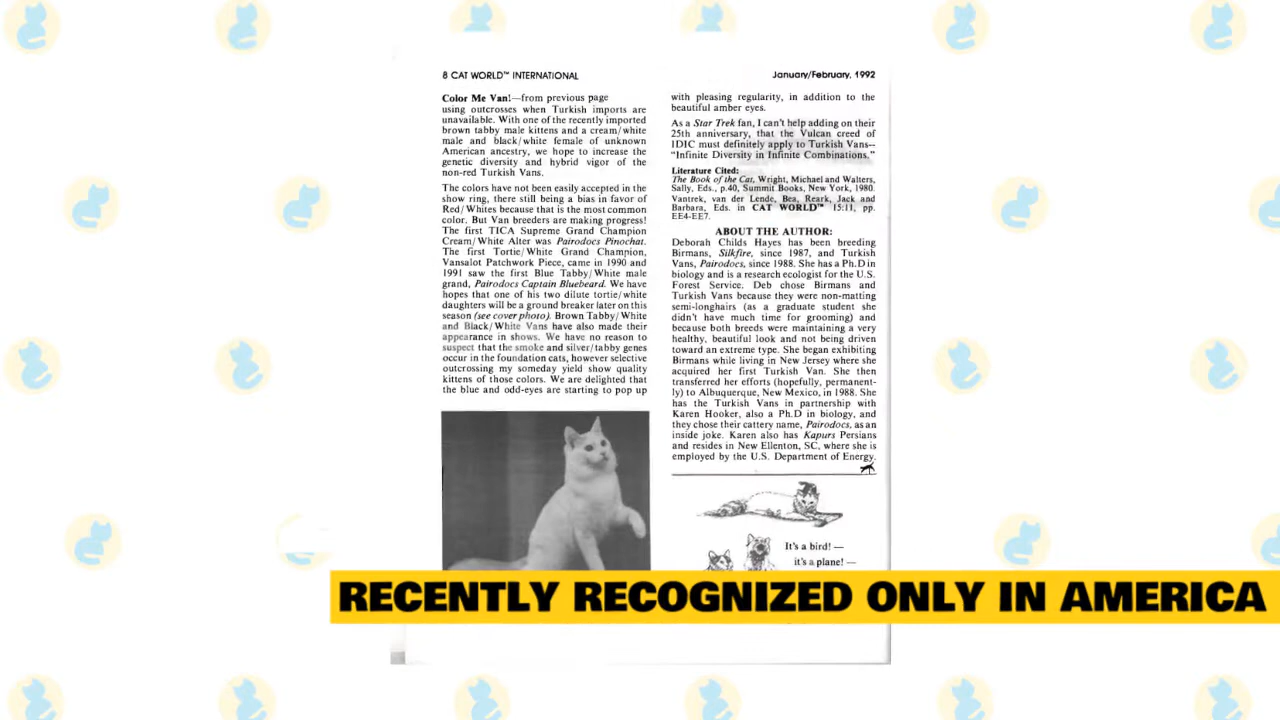 8 CAT WORLD™ INTERNATIONAL
January/February, 1992
Color Me Van!—from previous page
using outcrosses when Turkish imports are
unavailable. With one of the recently imported
brown tabby male kittens and a cream/white
male and black/white female of unknown
American ancestry, we hope to increase the
genetic diversity and hybrid vigor of the
non-red Turkish Vans.
The colors have not been easily accepted in the
show ring, there still being a bias in favor of
Red/Whites because that is the most common
color. But Van breeders are making progress!
The first TICA Supreme Grand Champion
Cream/White Alter was Pairodocs Pinochat.
The first Tortie/White Grand Champion,
Vansalot Patchwork Piece, came in 1990 and
1991 saw the first Blue Tabby/White male
grand, Pairodocs Captain Bluebeard. We have
hopes that one of his two dilute tortie/white
daughters will be a ground breaker later on this
season (see cover photo). Brown Tabby/White
and Black/White Vans have also made their
appearance in shows. We have no reason to
suspect that the smoke and silver/tabby genes
occur in the foundation cats, however selective
outcrossing my someday yield show quality
kittens of those colors. We are delighted that
the blue and odd-eyes are starting to pop up
with pleasing regularity, in addition to the
beautiful amber eyes.
As a Star Trek fan, I can't help adding on their
25th anniversary, that the Vulcan creed of
IDIC must definitely apply to Turkish Vans--
"Infinite Diversity in Infinite Combinations."
Literature Cited:
The Book of the Cat, Wright, Michael and Walters,
Sally, Eds., p.40, Summit Books, New York, 1980.
Vantrek, van der Lende, Bea, Reark, Jack and
Barbara, Eds. in CAT WORLD™ 15:11, pp.
EE4-EE7.
ABOUT THE AUTHOR:
Deborah Childs Hayes has been breeding
Birmans, Silkfire, since 1987, and Turkish
Vans, Pairodocs, since 1988. She has a Ph.D in
biology and is a research ecologist for the U.S.
Forest Service. Deb chose Birmans and
Turkish Vans because they were non-matting
semi-longhairs (as a graduate student she
didn't have much time for grooming) and
because both breeds were maintaining a very
healthy, beautiful look and not being driven
toward an extreme type. She began exhibiting
Birmans while living in New Jersey where she
acquired her first Turkish Van. She then
transferred her efforts (hopefully, permanent-
ly) to Albuquerque, New Mexico, in 1988. She
has the Turkish Vans in partnership with
Karen Hooker, also a Ph.D in biology, and
they chose their cattery name, Pairodocs, as an
inside joke. Karen also has Kapurs Persians
and resides in New Ellenton, SC, where she is
employed by the U.S. Department of Energy.
It's a bird! —
it's a plane! —
RECENTLY RECOGNIZED ONLY IN AMERICA